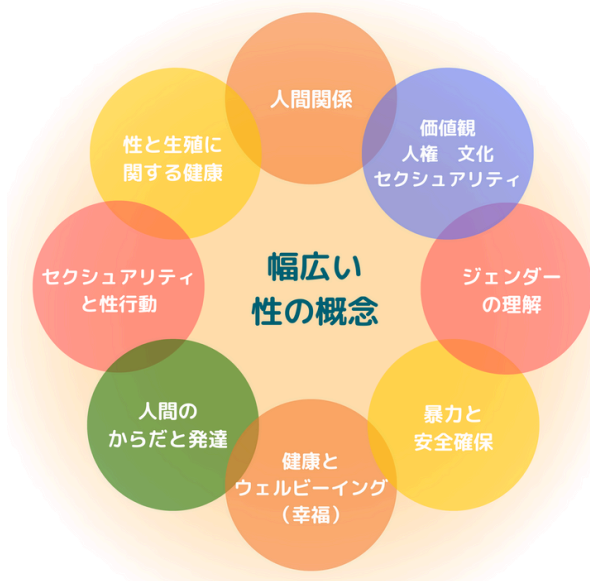 人間関係
価値観
人権　文化
セクシュアリティ
ジェンダー
の理解
暴力と
安全確保
健康と
ウェルビーイング
（幸福）
人間の
からだと発達
セクシュアリティ
と性行動
性と生殖に
関する健康
幅広い
性の概念